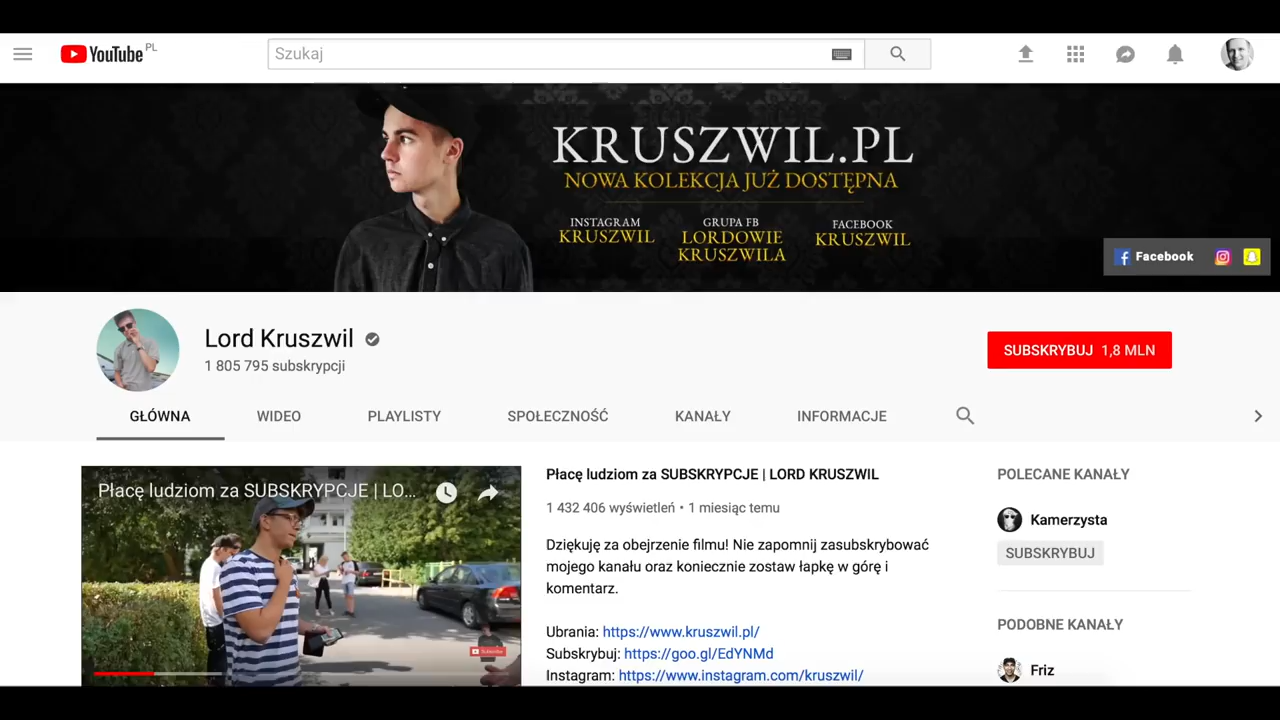 YouTube PL
Szukaj
KRUSZWIL.PL
NOWA KOLEKCJA JUŻ DOSTĘPNA
INSTAGRAM
KRUSZWIL
GRUPA FB
LORDOWIE
KRUSZWILA
FACEBOOK
KRUSZWIL
Facebook
Lord Kruszwil
1 805 795 subskrypcji
SUBSKRYBUJ 1,8 MLN
GŁÓWNA WIDEO PLAYLISTY SPOŁECZNOŚĆ KANAŁY INFORMACJE
Płacę ludziom za SUBSKRYPCJE | LO...
Subscribe
Płacę ludziom za SUBSKRYPCJE | LORD KRUSZWIL
1 432 406 wyświetleń • 1 miesiąc temu
Dziękuję za obejrzenie filmu! Nie zapomnij zasubskrybować
mojego kanału oraz koniecznie zostaw łapkę w górę i
komentarz.
Ubrania: https://www.kruszwil.pl/
Subskrybuj: https://goo.gl/EdYNMd
Instagram: https://www.instagram.com/kruszwil/
POLECANE KANAŁY
Kamerzysta
SUBSKRYBUJ
PODOBNE KANAŁY
Friz